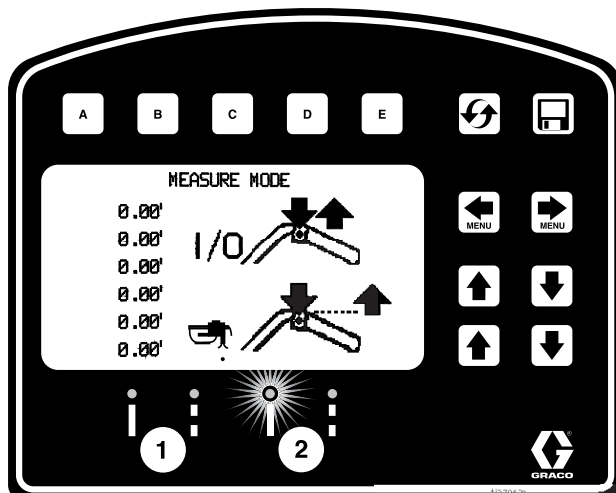 A B C D E
MEASURE MODE
0.00'
0.00'
0.00'
0.00'
0.00'
0.00'
I/O
MENU MENU
1 2
GRACO